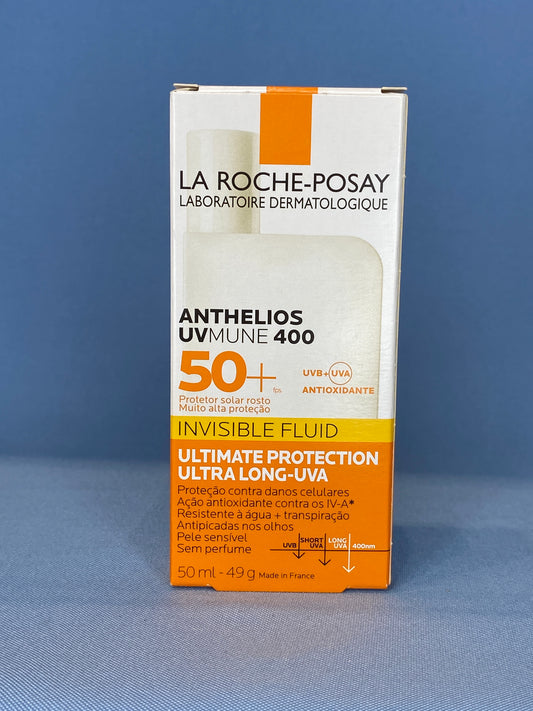 LA ROCHE-POSAY
LABORATOIRE DERMATOLOGIQUE
ANTHELIOS
UVMUNE 400
50+
fps
UVB+UVA
ANTIOXIDANTE
Protetor solar rosto
Muito alta proteção
INVISIBLE FLUID
ULTIMATE PROTECTION
ULTRA LONG-UVA
Proteção contra danos celulares
Ação antioxidante contra os IV-A*
Resistente à água + transpiração
Antipicadas nos olhos
Pele sensível
Sem perfume
UVB
SHORT UVA
LONG UVA
400nm
50 ml - 49 g Made in France